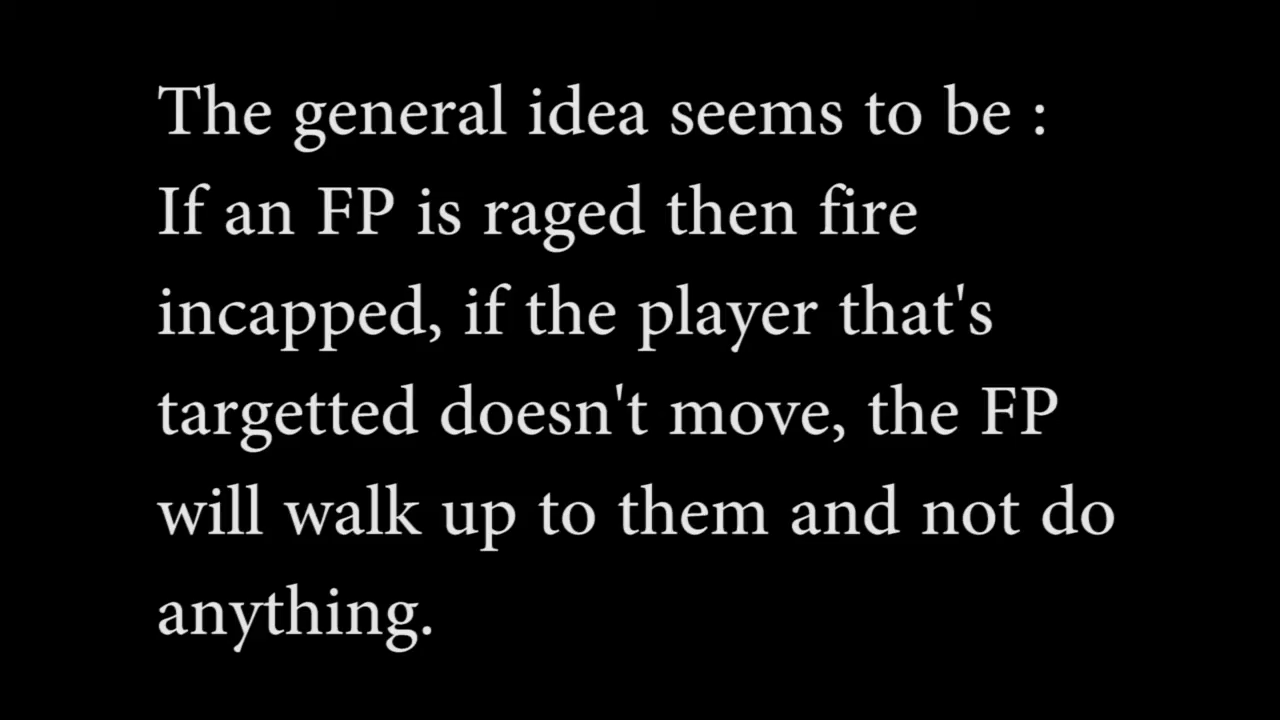 The general idea seems to be :
If an FP is raged then fire
incapped, if the player that's
targetted doesn't move, the FP
will walk up to them and not do
anything.